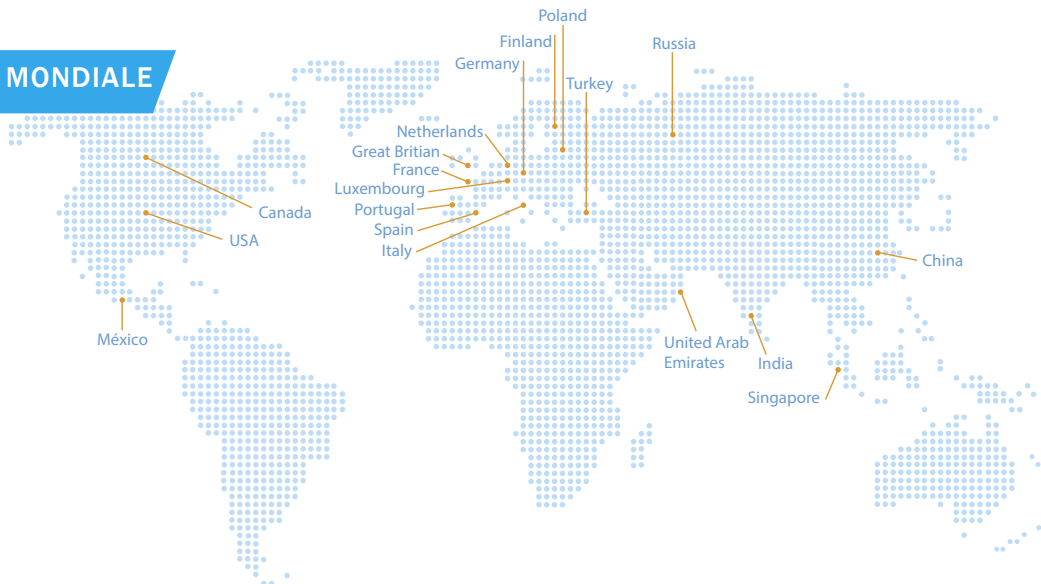 MONDIALE
Poland
Finland
Russia
Germany
Turkey
Netherlands
Great Britian
France
Luxembourg
Portugal
Spain
Italy
Canada
USA
China
México
United Arab
Emirates
India
Singapore